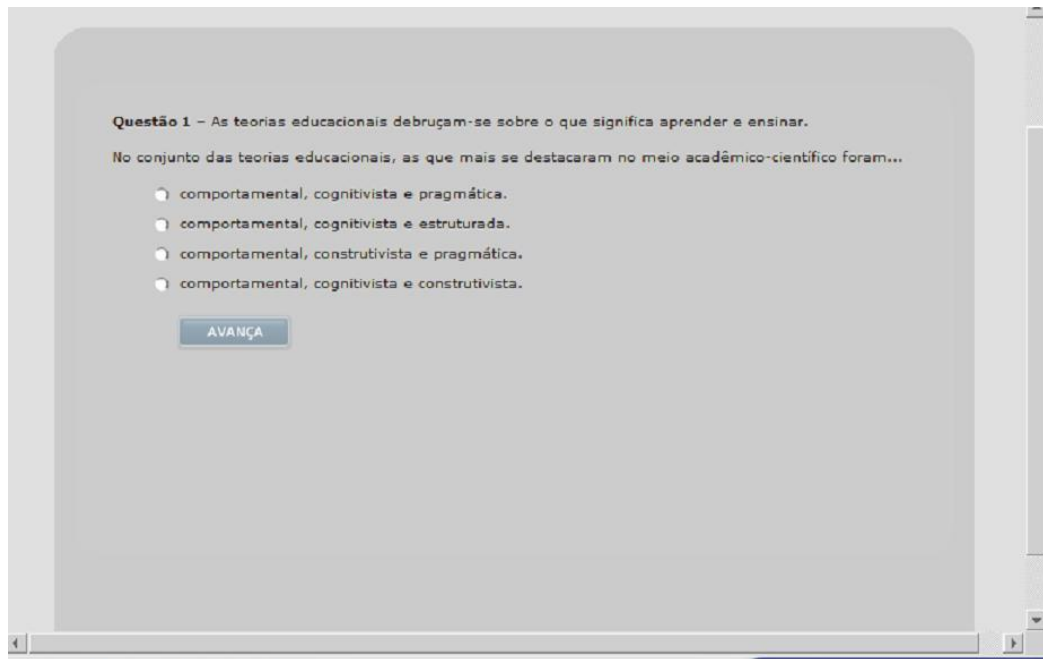 Questão 1 – As teorias educacionais debruçam-se sobre o que significa aprender e ensinar.
No conjunto das teorias educacionais, as que mais se destacaram no meio acadêmico-científico foram...
comportamental, cognitivista e pragmática.
comportamental, cognitivista e estruturada.
comportamental, construtivista e pragmática.
comportamental, cognitivista e construtivista.
AVANÇA